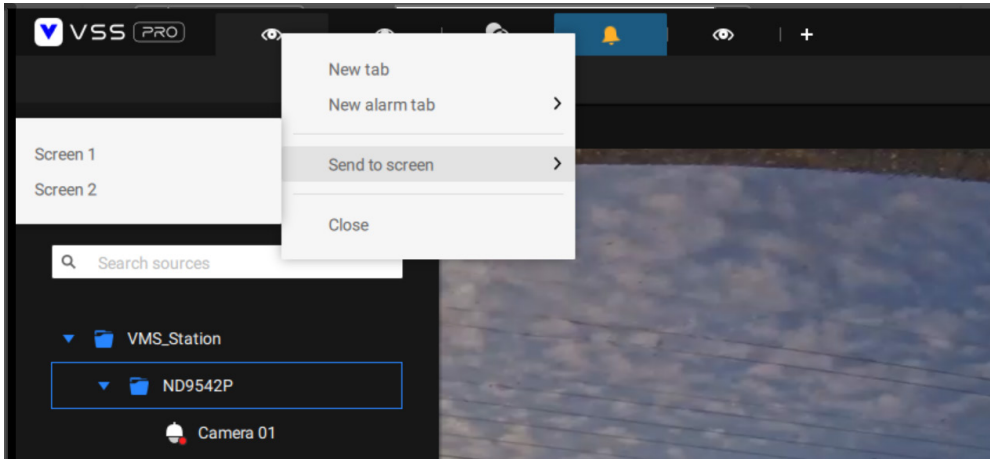 VSS PRO
+
New tab
New alarm tab
Screen 1
Send to screen
Screen 2
Close
Search sources
VMS_Station
ND9542P
Camera 01